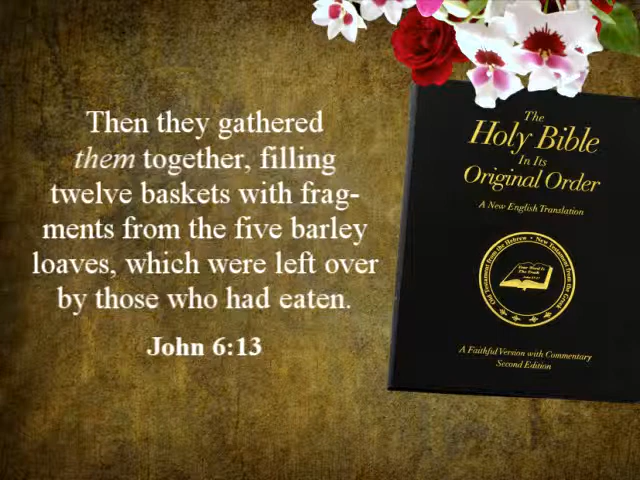 Then they gathered
them together, filling
twelve baskets with frag-
ments from the five barley
loaves, which were left over
by those who had eaten.
John 6:13
The
Holy Bible
In Its
Original Order
A New English Translation
Old Testament from the Hebrew • New Testament from the Greek
Your Word Is
The Truth
A Faithful Version with Commentary
Second Edition